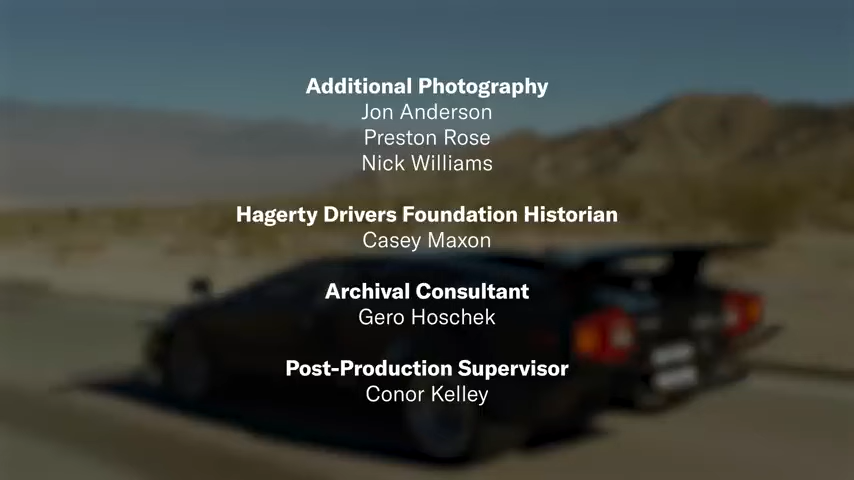 Additional Photography
Jon Anderson
Preston Rose
Nick Williams
Hagerty Drivers Foundation Historian
Casey Maxon
Archival Consultant
Gero Hoschek
Post-Production Supervisor
Conor Kelley